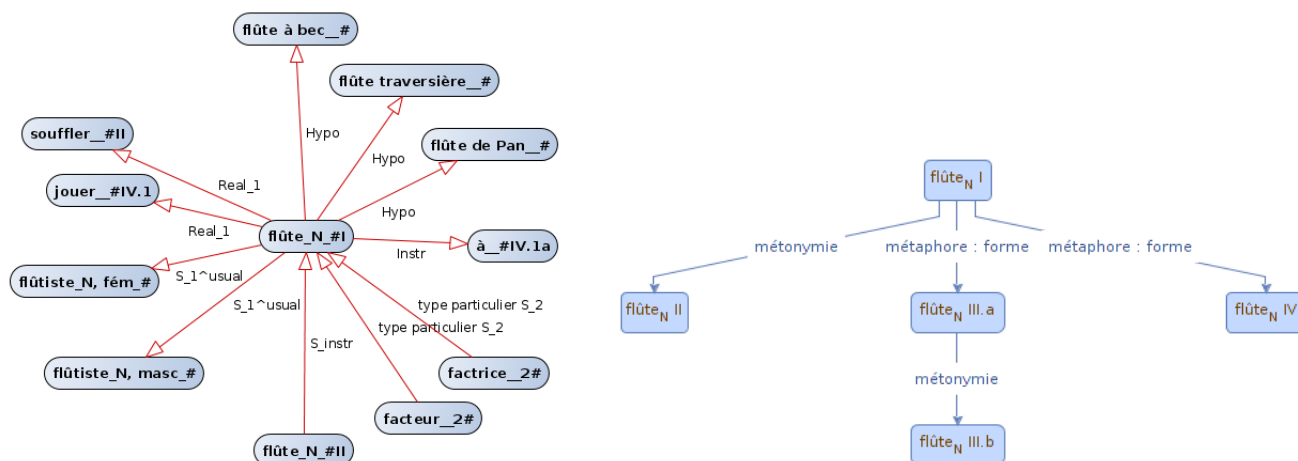 flûte à bec__#
flûte traversière__#
souffler__#II
Hypo
flûte de Pan__#
Hypo
Real_1
jouer__#IV.1
Hypo
Real_1
flûte_N_#I
à__#IV.1a
Instr
flûtiste_N, fém_#
S_1^usual
S_1^usual
type particulier S_2
type particulier S_2
S_instr
flûtiste_N, masc_#
factrice__2#
facteur__2#
flûte_N_#II
flûteN I
métonymie
métaphore : forme
métaphore : forme
flûteN II
flûteN III.a
flûteN IV
métonymie
flûteN III.b